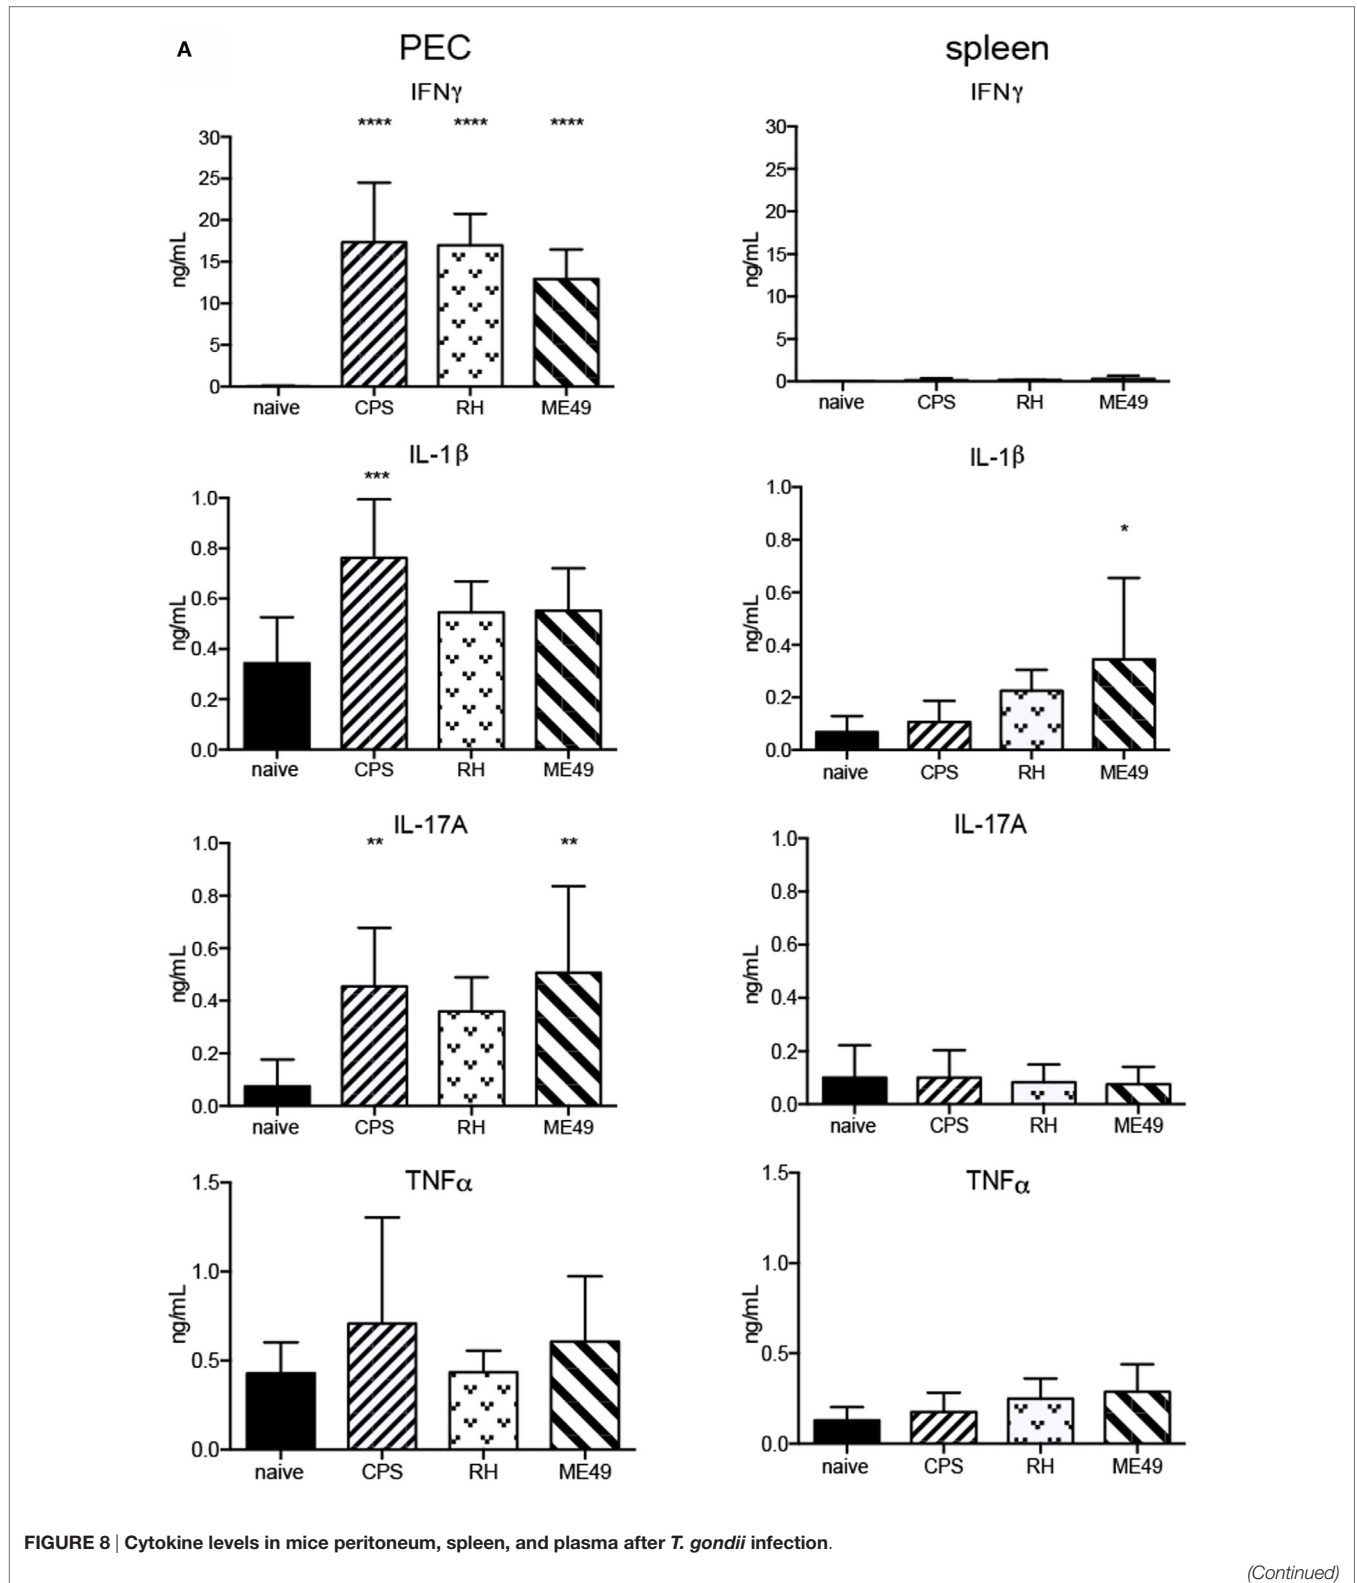 A
PEC
spleen
IFNγ
****
****
****
30
25
20
15
10
5
0
ng/mL
naive
CPS
RH
ME49
IFNγ
30
25
20
15
10
5
0
ng/mL
naive
CPS
RH
ME49
IL-1β
***
1.0
0.8
0.6
0.4
0.2
0.0
ng/mL
naive
CPS
RH
ME49
IL-1β
*
1.0
0.8
0.6
0.4
0.2
0.0
ng/mL
naive
CPS
RH
ME49
IL-17A
**
**
1.0
0.8
0.6
0.4
0.2
0.0
ng/mL
naive
CPS
RH
ME49
IL-17A
1.0
0.8
0.6
0.4
0.2
0.0
ng/mL
naive
CPS
RH
ME49
TNFα
1.5
1.0
0.5
0.0
ng/mL
naive
CPS
RH
ME49
TNFα
1.5
1.0
0.5
0.0
ng/mL
naive
CPS
RH
ME49
FIGURE 8 | Cytokine levels in mice peritoneum, spleen, and plasma after T. gondii infection.
(Continued)